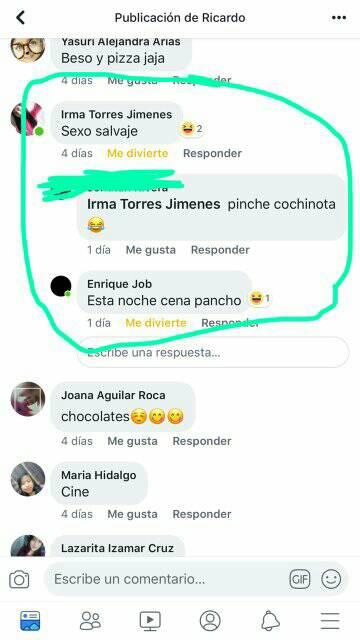 Publicación de Ricardo
Yasuri Alejandra Arias
Beso y pizza jaja
4 días Me gusta Responder
Irma Torres Jimenes
Sexo salvaje
2
4 días Me divierte Responder
Rivera
Irma Torres Jimenes pinche cochinota
😂
1 día Me gusta Responder
Enrique Job
Esta noche cena pancho
1
1 día Me divierte Responder
Escribe una respuesta...
Joana Aguilar Roca
chocolates☺️😋😋
4 días Me gusta Responder
Maria Hidalgo
Cine
4 días Me gusta Responder
Lazarita Izamar Cruz
Escribe un comentario...
GIF